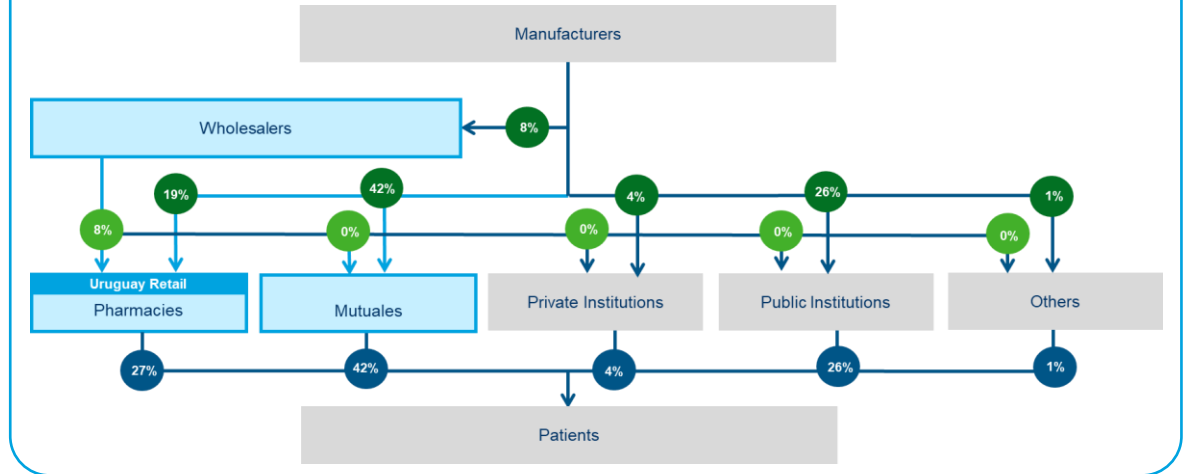 Manufacturers
Wholesalers
8%
19%
42%
4%
26%
1%
8%
0%
0%
0%
0%
Uruguay Retail
Pharmacies
Mutuales
Private Institutions
Public Institutions
Others
27%
42%
4%
26%
1%
Patients